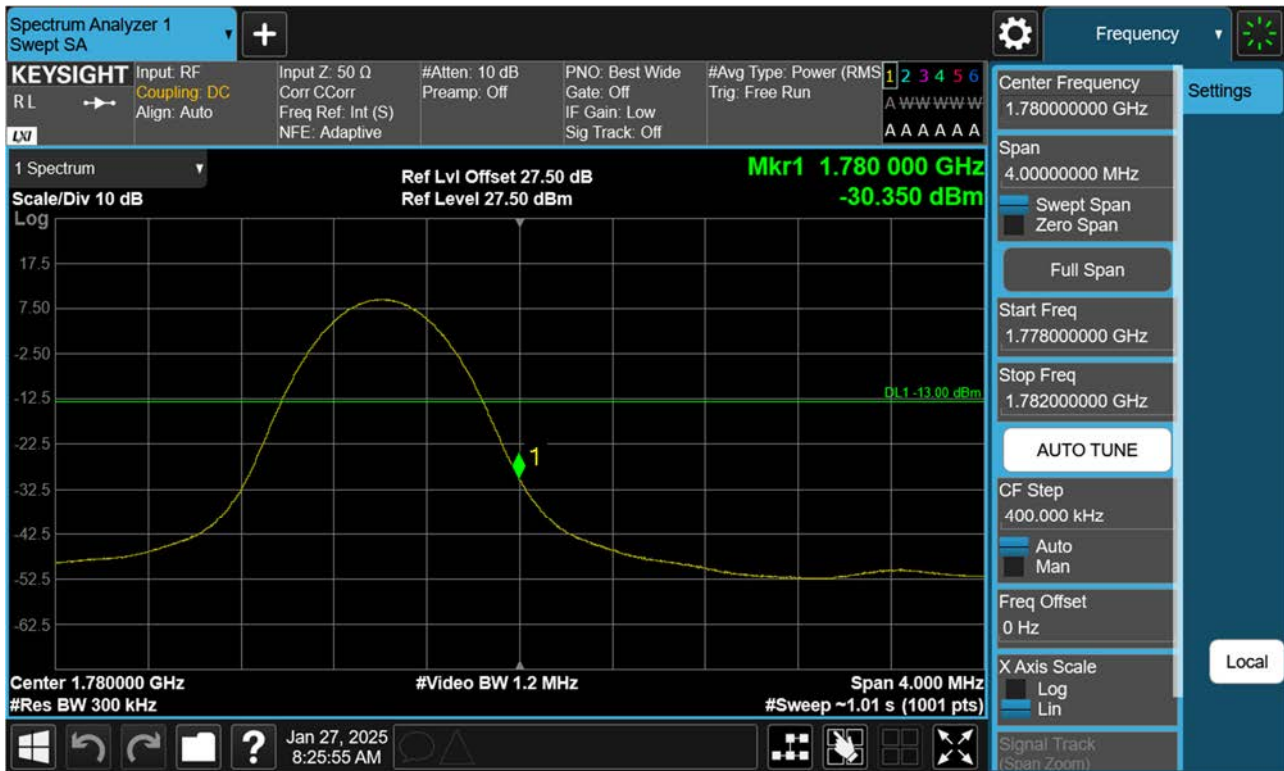 Spectrum Analyzer 1
Swept SA
Frequency
KEYSIGHT
R L
LXI
Input: RF
Coupling: DC
Align: Auto
Input Z: 50 Ω
Corr CCorr
Freq Ref: Int (S)
NFE: Adaptive
#Atten: 10 dB
Preamp: Off
PNO: Best Wide
Gate: Off
IF Gain: Low
Sig Track: Off
#Avg Type: Power (RMS
Trig: Free Run
1 2 3 4 5 6
A W W W W W
A A A A A A
1 Spectrum
Scale/Div 10 dB
Log
Ref Lvl Offset 27.50 dB
Ref Level 27.50 dBm
Mkr1 1.780 000 GHz
-30.350 dBm
17.5
7.50
-2.50
-12.5
-22.5
-32.5
-42.5
-52.5
-62.5
DL1 -13.00 dBm
1
Center 1.780000 GHz
#Res BW 300 kHz
#Video BW 1.2 MHz
Span 4.000 MHz
#Sweep ~1.01 s (1001 pts)
Center Frequency
1.780000000 GHz
Settings
Span
4.00000000 MHz
Swept Span
Zero Span
Full Span
Start Freq
1.778000000 GHz
Stop Freq
1.782000000 GHz
AUTO TUNE
CF Step
400.000 kHz
Auto
Man
Freq Offset
0 Hz
X Axis Scale
Log
Lin
Local
Signal Track
(Span Zoom)
?
Jan 27, 2025
8:25:55 AM